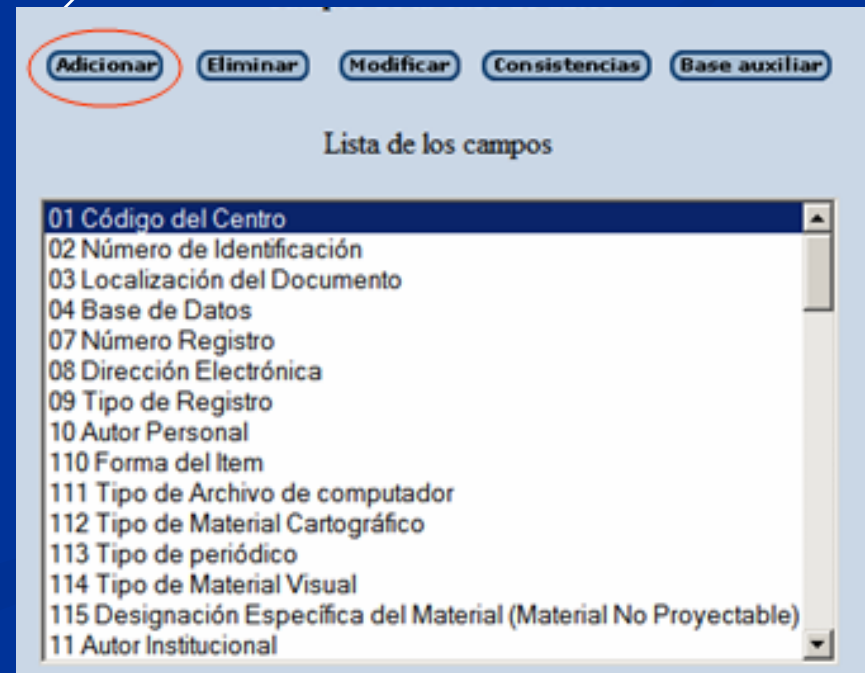 Adicionar Eliminar Modificar Consistencias Base auxiliar
Lista de los campos
01 Código del Centro
02 Número de Identificación
03 Localización del Documento
04 Base de Datos
07 Número Registro
08 Dirección Electrónica
09 Tipo de Registro
10 Autor Personal
110 Forma del Item
111 Tipo de Archivo de computador
112 Tipo de Material Cartográfico
113 Tipo de periódico
114 Tipo de Material Visual
115 Designación Específica del Material (Material No Proyectable)
11 Autor Institucional